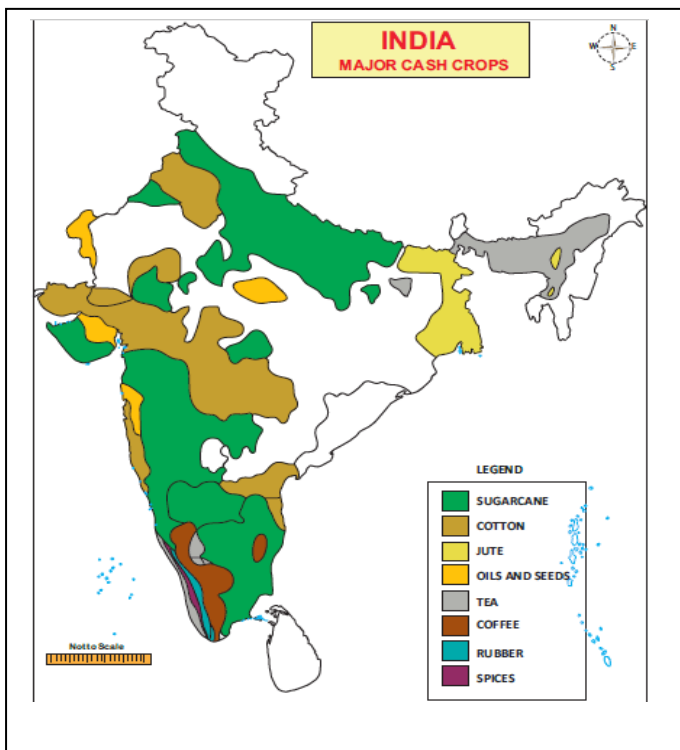 INDIA
MAJOR CASH CROPS
N
W E
S
LEGEND
SUGARCANE
COTTON
JUTE
OILS AND SEEDS
TEA
COFFEE
RUBBER
SPICES
Not to Scale